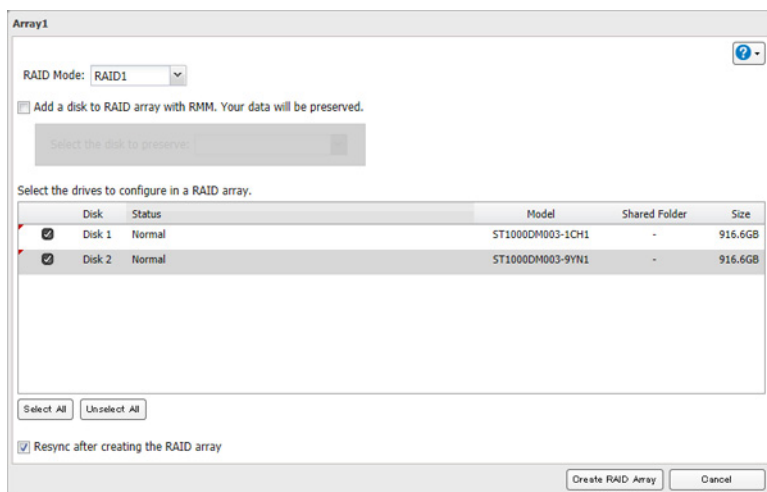 Array1
?
RAID Mode: RAID1
Add a disk to RAID array with RMM. Your data will be preserved.
Select the disk to preserve:
Select the drives to configure in a RAID array.
Disk Status Model Shared Folder Size
Disk 1 Normal ST1000DM003-1CH1 - 916.6GB
Disk 2 Normal ST1000DM003-9YN1 - 916.6GB
Select All Unselect All
Resync after creating the RAID array
Create RAID Array Cancel